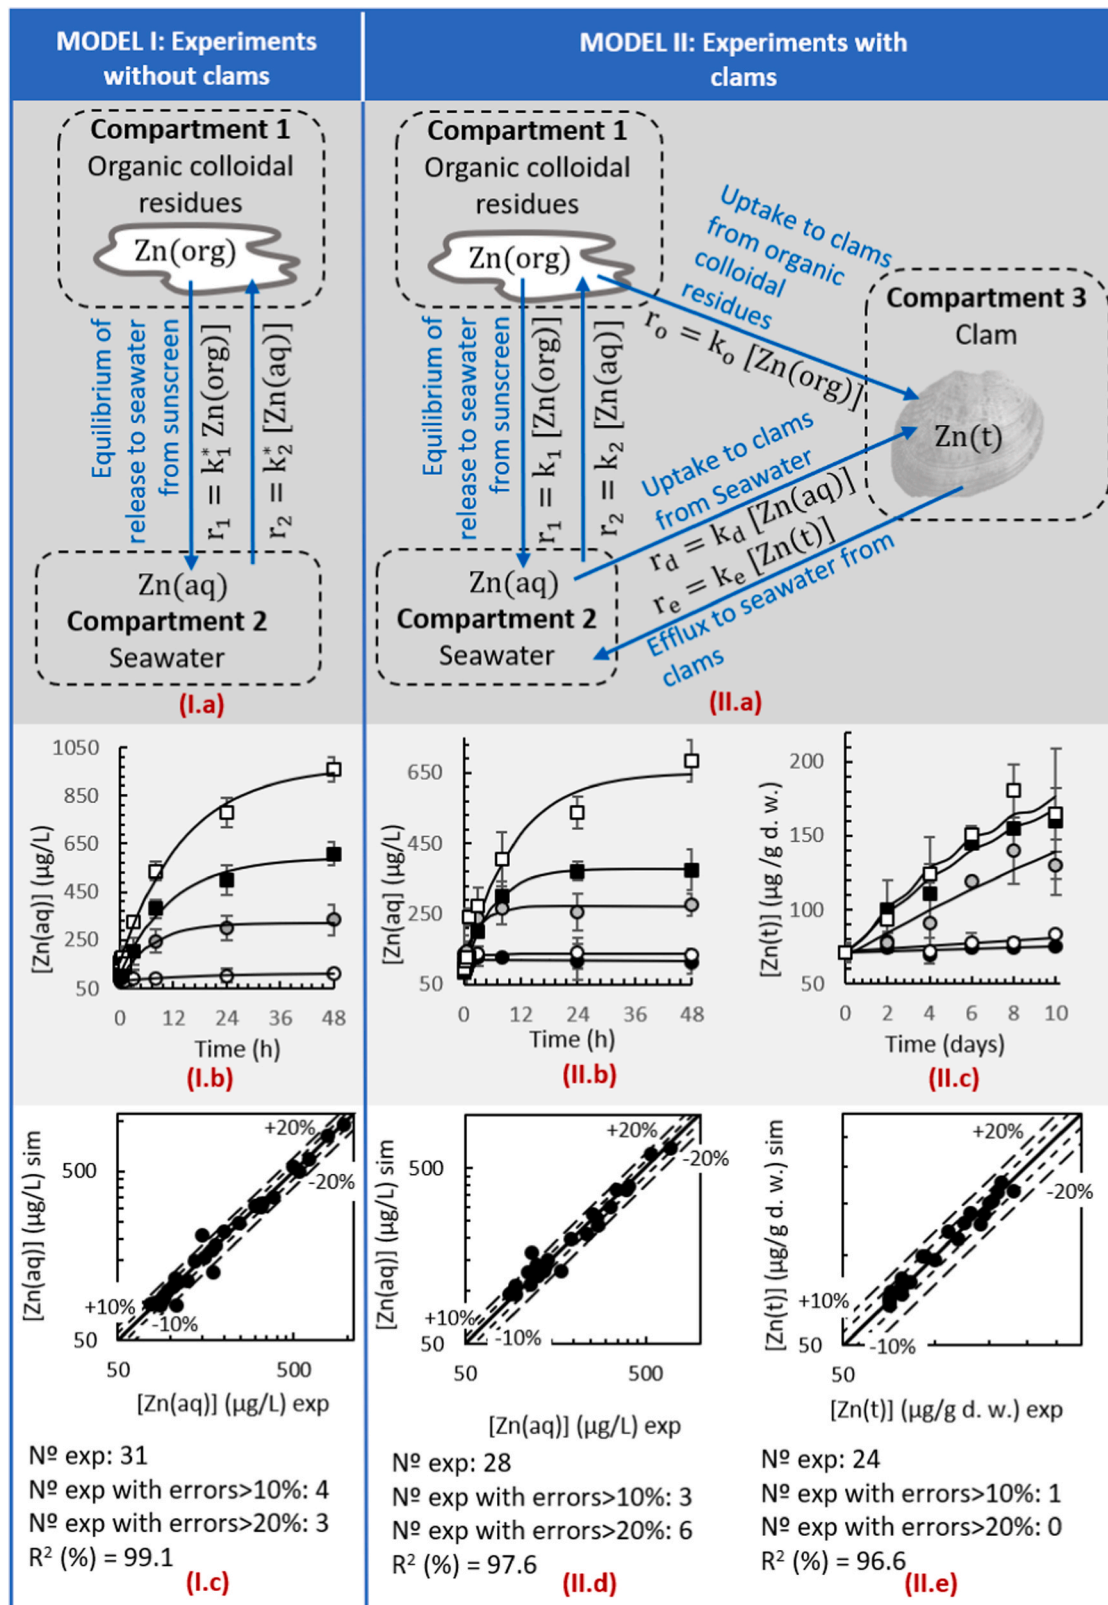 MODEL I: Experiments
without clams
MODEL II: Experiments with
clams
Compartment 1
Organic colloidal
residues
Zn(org)
Equilibrium of
release to seawater
from sunscreen
r₁ = k₁* Zn(org)]
r₂ = k₂* [Zn(aq)]
Zn(aq)
Compartment 2
Seawater
(I.a)
Compartment 1
Organic colloidal
residues
Zn(org)
Equilibrium of
release to seawater
from sunscreen
r₁ = k₁ [Zn(org)]
r₂ = k₂ [Zn(aq)]
Uptake to clams
from organic
colloidal
residues
rₒ = kₒ [Zn(org)]
Compartment 3
Clam
Zn(t)
Uptake to clams
from Seawater
r_d = k_d [Zn(aq)]
r_e = k_e [Zn(t)]
Efflux to seawater from
clams
Zn(aq)
Compartment 2
Seawater
(II.a)
[Zn(aq)] (µg/L)
1050
850
650
450
250
50
0 12 24 36 48
Time (h)
(I.b)
[Zn(aq)] (µg/L)
650
450
250
50
0 12 24 36 48
Time (h)
(II.b)
[Zn(t)] (µg /g d. w.)
200
150
100
50
0 2 4 6 8 10
Time (days)
(II.c)
[Zn(aq)] (µg/L) sim
500
50
+20%
-20%
+10%
-10%
50 500
[Zn(aq)] (µg/L) exp
Nº exp: 31
Nº exp with errors>10%: 4
Nº exp with errors>20%: 3
R² (%) = 99.1
(I.c)
[Zn(aq)] (µg/L) sim
500
50
+20%
-20%
+10%
-10%
50 500
[Zn(aq)] (µg/L) exp
Nº exp: 28
Nº exp with errors>10%: 3
Nº exp with errors>20%: 6
R² (%) = 97.6
(II.d)
[Zn(t)] (µg/g d. w.) sim
50
+20%
-20%
+10%
-10%
50
[Zn(t)] (µg/g d. w.) exp
Nº exp: 24
Nº exp with errors>10%: 1
Nº exp with errors>20%: 0
R² (%) = 96.6
(II.e)